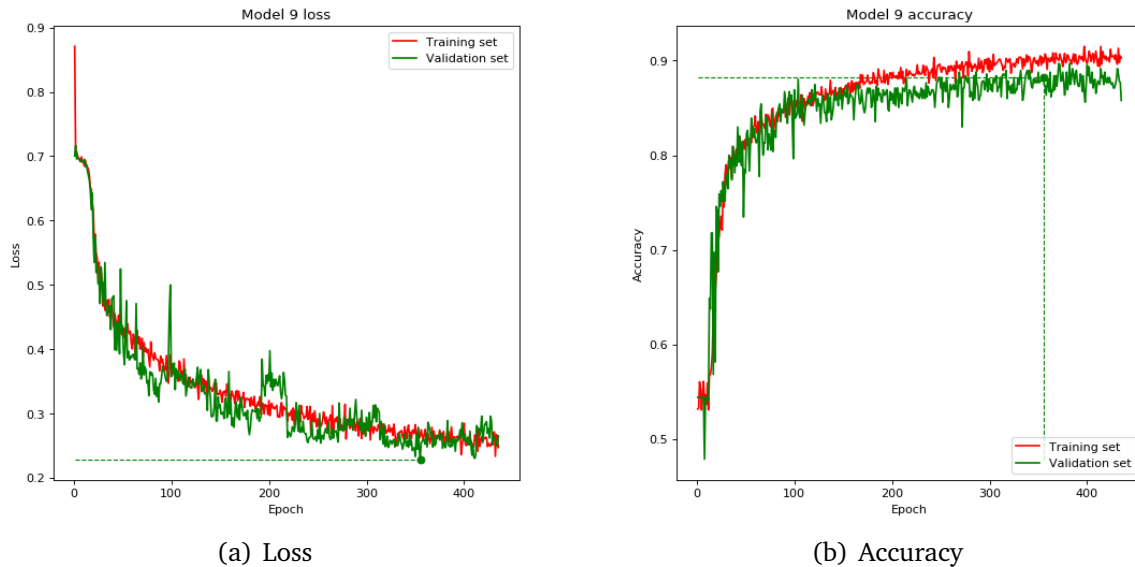 Model 9 loss
0.9
0.8
0.7
0.6
0.5
0.4
0.3
0.2
Loss
0
100
200
300
400
Epoch
Training set
Validation set
(a) Loss
Model 9 accuracy
0.9
0.8
0.7
0.6
0.5
Accuracy
0
100
200
300
400
Epoch
Training set
Validation set
(b) Accuracy